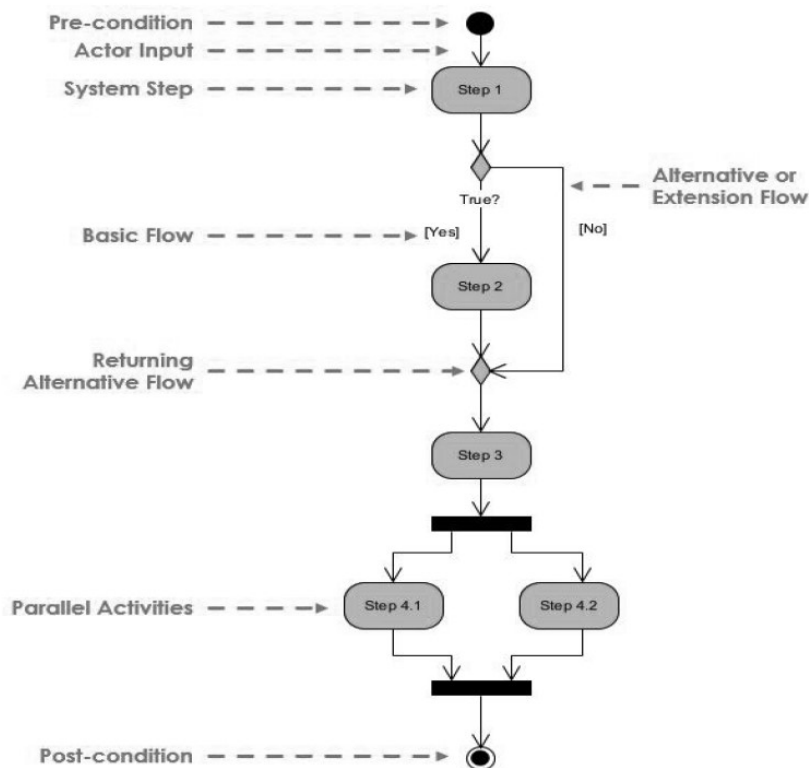 Pre-condition
Actor Input
System Step
Step 1
Alternative or
Extension Flow
True?
Basic Flow
[Yes]
[No]
Step 2
Returning
Alternative Flow
Step 3
Parallel Activities
Step 4.1
Step 4.2
Post-condition